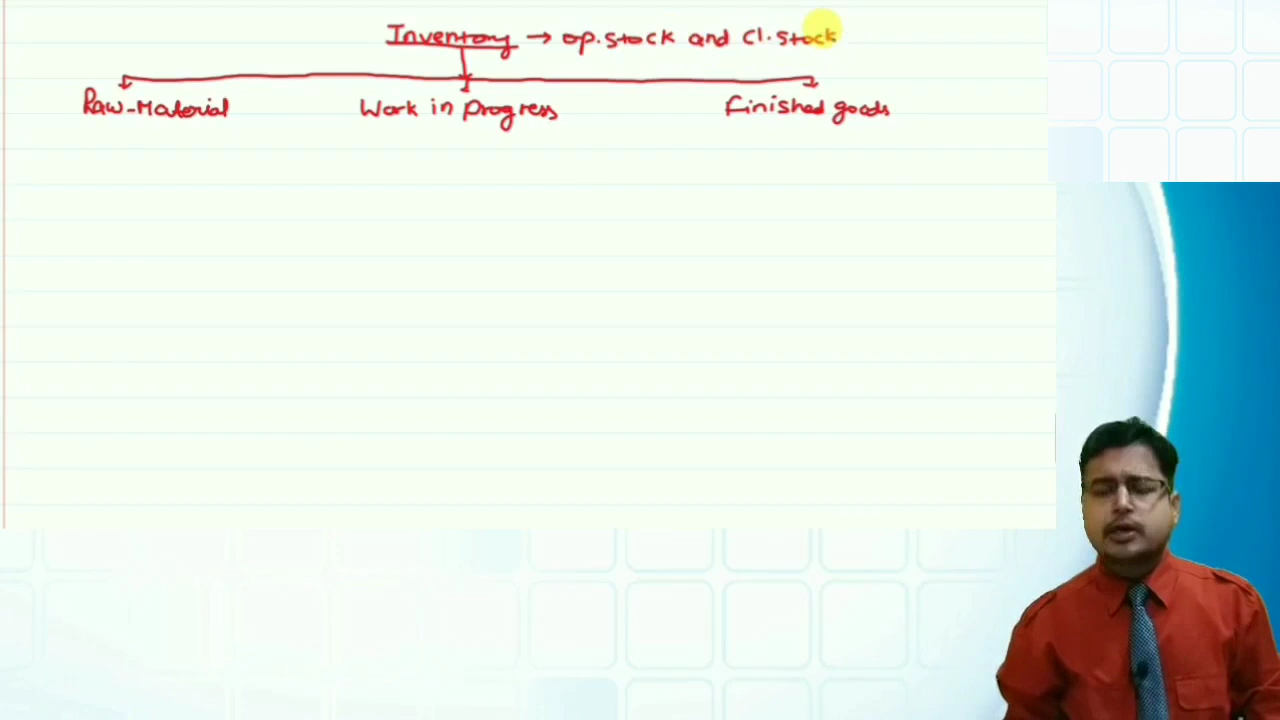 Inventory → op.stock and cl.stock
Raw-Material Work in progress Finished goods